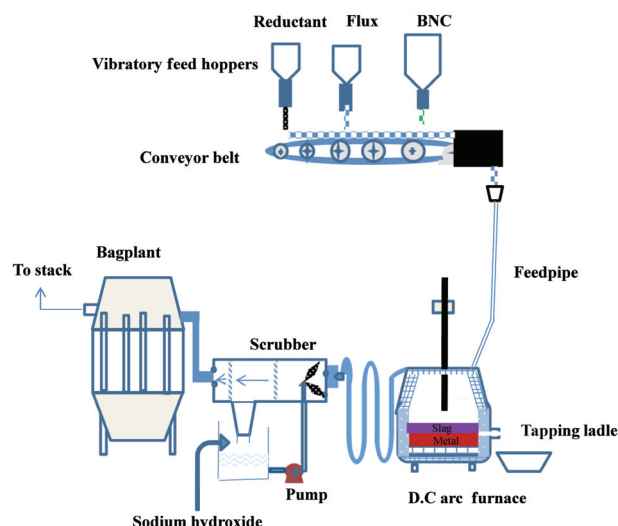 Reductant Flux BNC
Vibratory feed hoppers
Conveyor belt
Bagplant
To stack
Feedpipe
Scrubber
Slag
Metal
Tapping ladle
Pump
D.C arc furnace
Sodium hydroxide